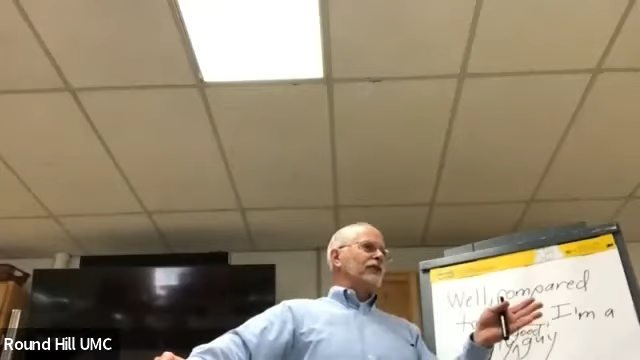 Well, compared
to I'm a
good,
guy
Round Hill UMC